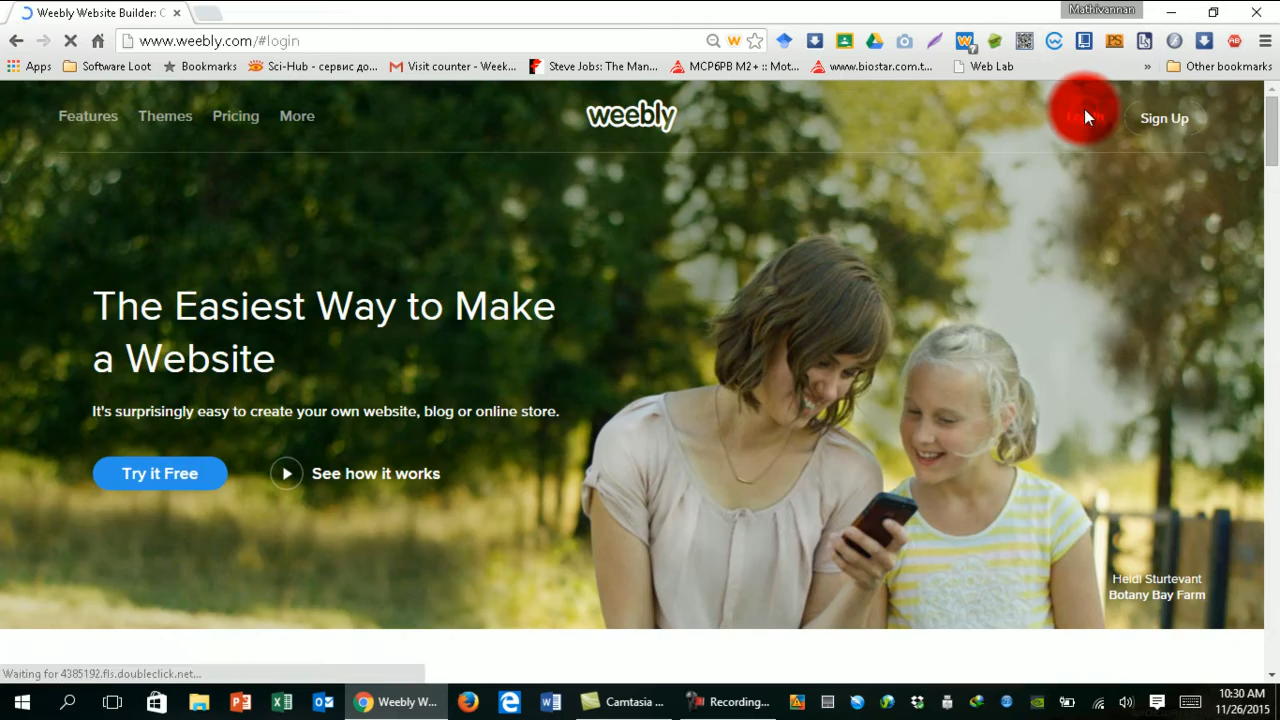 Weebly Website Builder: C
Mathivannan
www.weebly.com/#login
Apps
Software Loot
Bookmarks
Sci-Hub - сервис до...
Visit counter - Week...
Steve Jobs: The Man...
MCP6PB M2+ :: Mot...
www.biostar.com.t...
Web Lab
»
Other bookmarks
Features
Themes
Pricing
More
weebly
Sign Up
The Easiest Way to Make
a Website
It's surprisingly easy to create your own website, blog or online store.
Try it Free
See how it works
Heidi Sturtevant
Botany Bay Farm
Waiting for 4385192.fls.doubleclick.net...
Weebly W...
Camtasia ...
Recording...
10:30 AM
11/26/2015